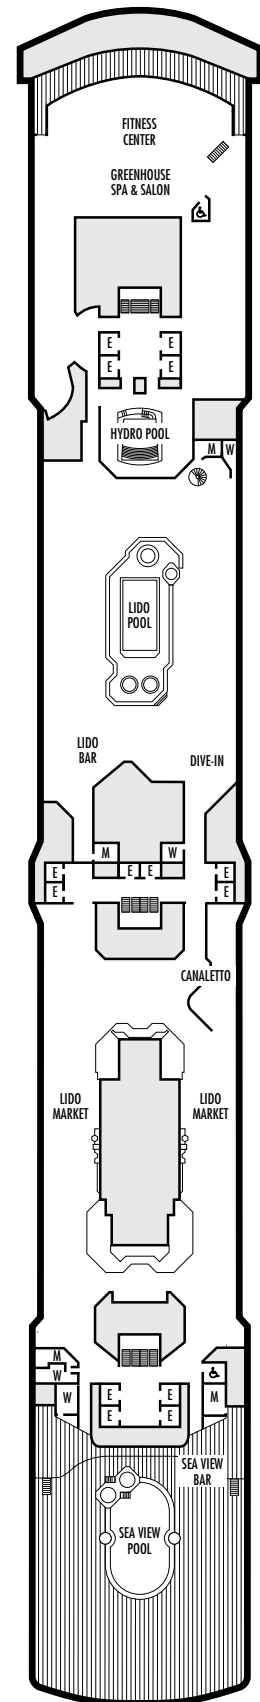 FITNESS
CENTER
GREENHOUSE
SPA & SALON
E E
E E
HYDRO POOL
M W
LIDO
POOL
LIDO
BAR
DIVE-IN
M W
E E E E
E E
CANALETTO
LIDO
MARKET
LIDO
MARKET
M
W
W E E M
E E
SEA VIEW
BAR
SEA VIEW
POOL